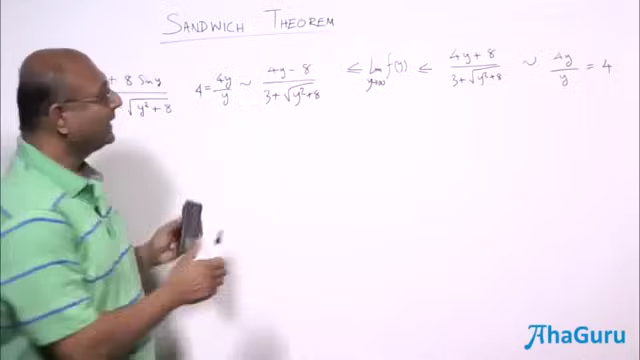 SANDWICH THEOREM
+ 8 Sin y / √y²+8 4 = 4y/y ~ 4y-8 / 3+√y²+8 ≤ lim y→∞ f(y) ≤ 4y+8 / 3+√y²+8 ~ 4y/y = 4
AhaGuru